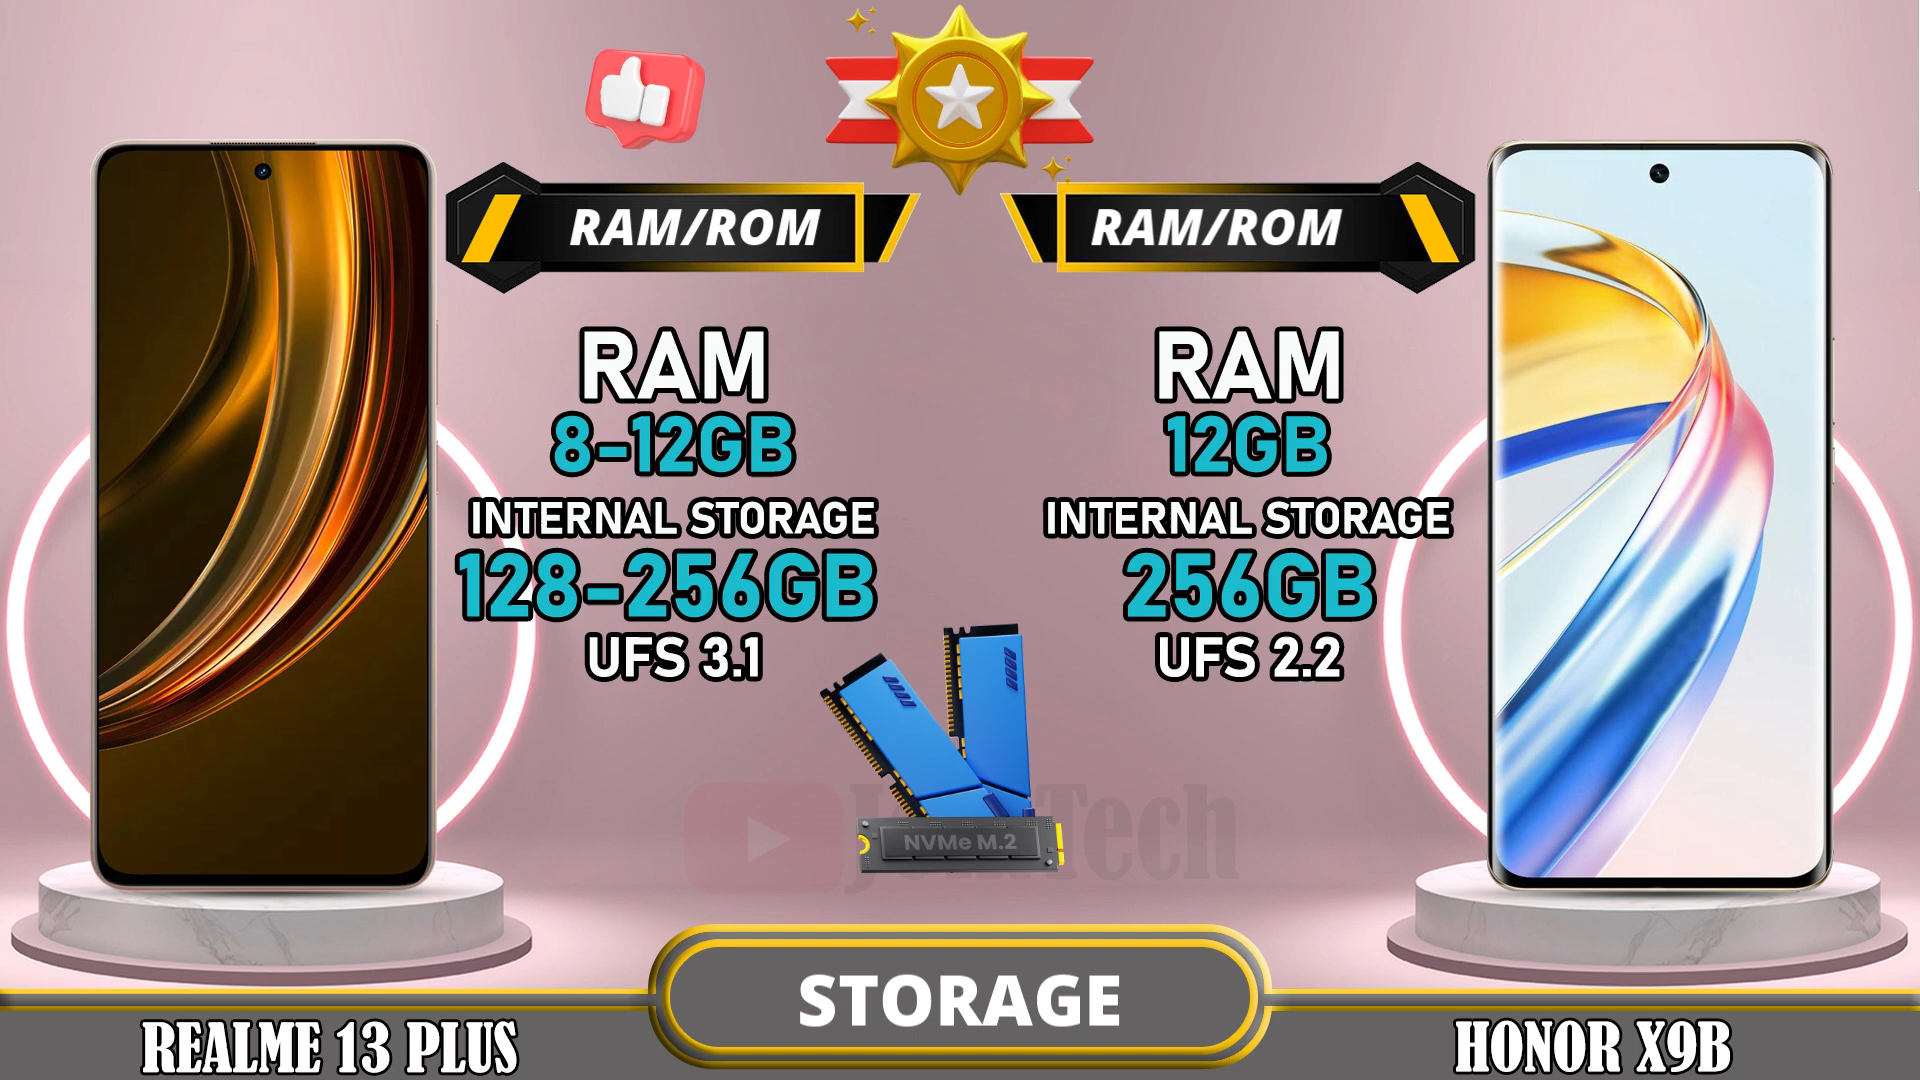 RAM/ROM
RAM
8-12GB
INTERNAL STORAGE
128-256GB
UFS 3.1
RAM/ROM
RAM
12GB
INTERNAL STORAGE
256GB
UFS 2.2
NVMe M.2
Tech
STORAGE
REALME 13 PLUS
HONOR X9B